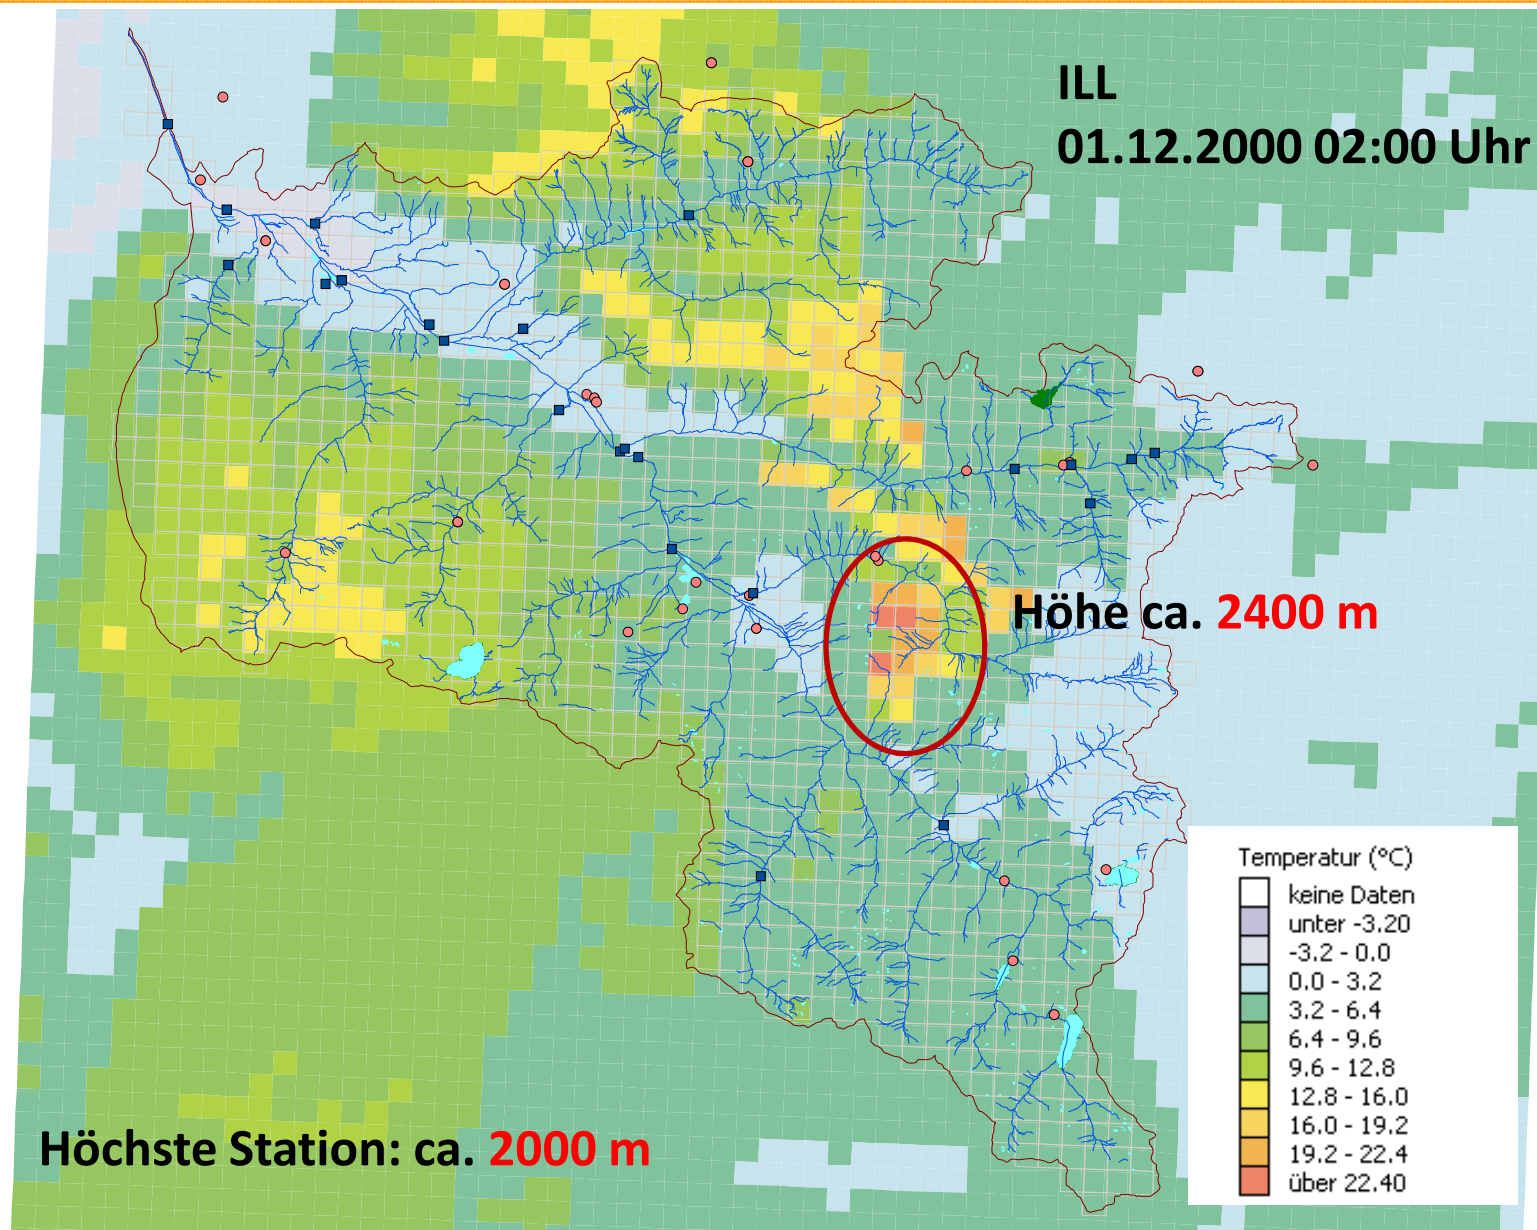 ILL
01.12.2000 02:00 Uhr
Höhe ca. 2400 m
Höchste Station: ca. 2000 m
Temperatur (°C)
keine Daten
unter -3.20
-3.2 - 0.0
0.0 - 3.2
3.2 - 6.4
6.4 - 9.6
9.6 - 12.8
12.8 - 16.0
16.0 - 19.2
19.2 - 22.4
über 22.40